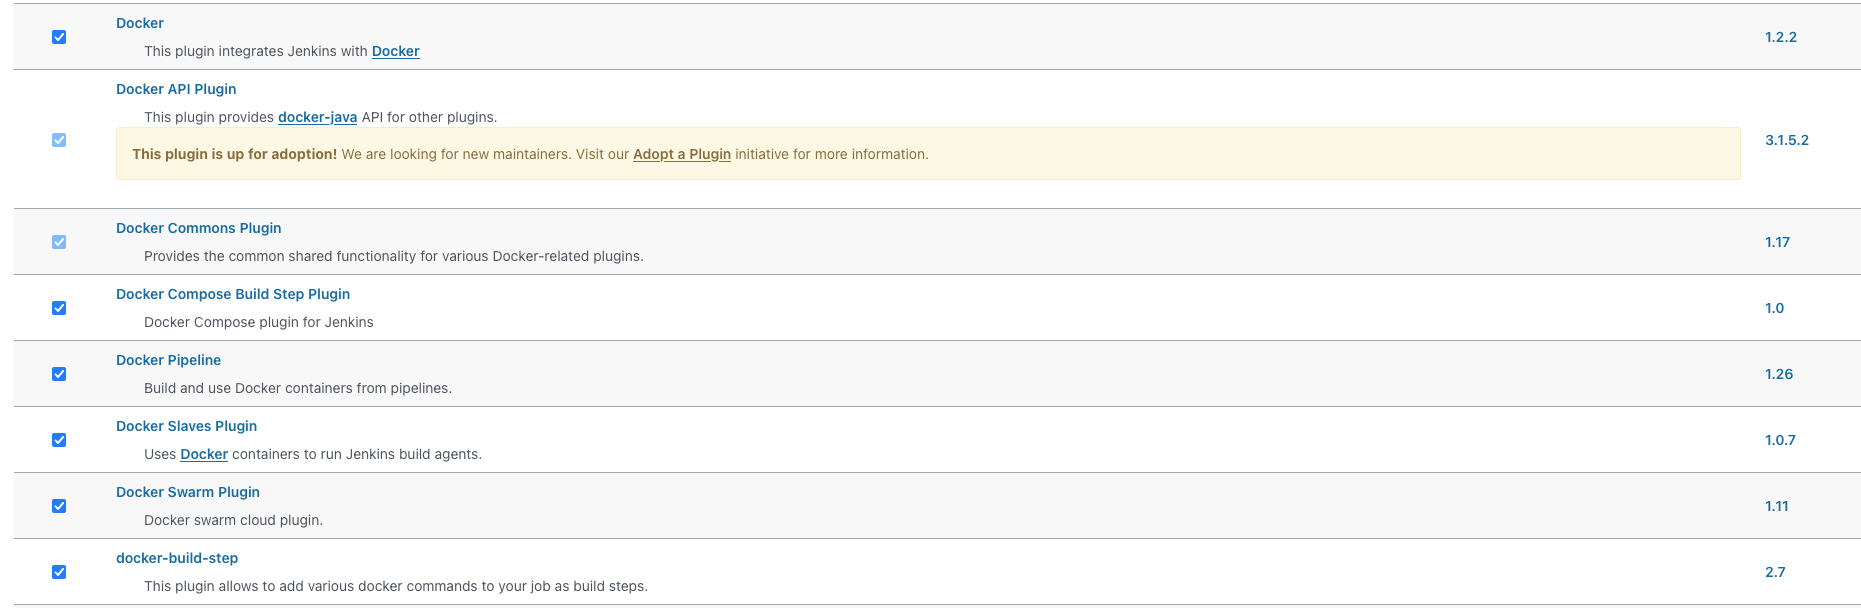 Docker
This plugin integrates Jenkins with Docker
1.2.2
Docker API Plugin
This plugin provides docker-java API for other plugins.
This plugin is up for adoption! We are looking for new maintainers. Visit our Adopt a Plugin initiative for more information.
3.1.5.2
Docker Commons Plugin
Provides the common shared functionality for various Docker-related plugins.
1.17
Docker Compose Build Step Plugin
Docker Compose plugin for Jenkins
1.0
Docker Pipeline
Build and use Docker containers from pipelines.
1.26
Docker Slaves Plugin
Uses Docker containers to run Jenkins build agents.
1.0.7
Docker Swarm Plugin
Docker swarm cloud plugin.
1.11
docker-build-step
This plugin allows to add various docker commands to your job as build steps.
2.7